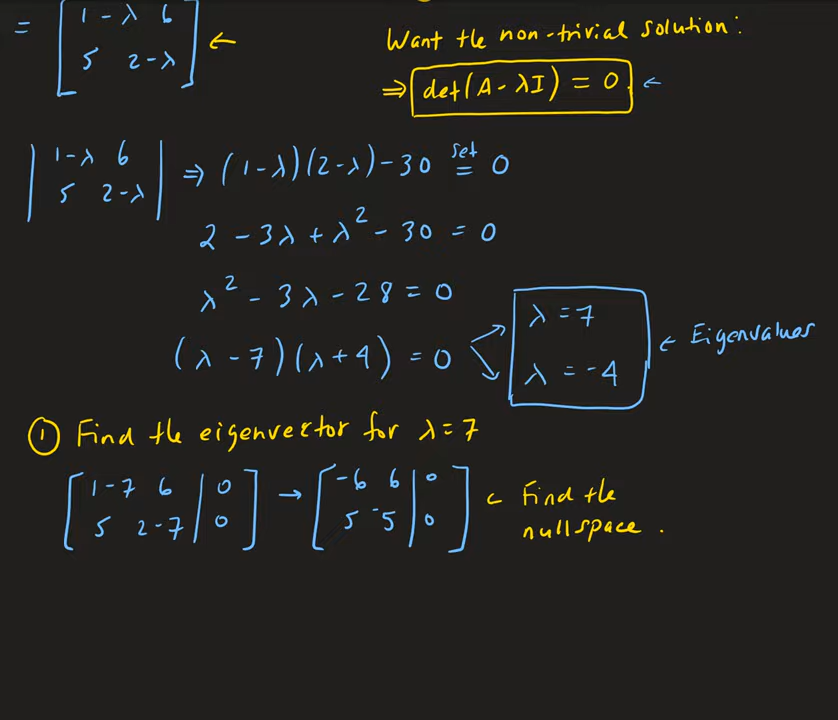 = [1-λ 6
5 2-λ] ←
Want the non-trivial solution:
⇒ det(A-λI) = 0 ←
|1-λ 6
5 2-λ| ⇒ (1-λ)(2-λ)-30 set = 0
2 - 3λ + λ² - 30 = 0
λ² - 3λ - 28 = 0
(λ - 7)(λ + 4) = 0
λ = 7
λ = -4
← Eigenvalues
① Find the eigenvector for λ = 7
[1-7 6 | 0
5 2-7 | 0] → [-6 6 | 0
5 -5 | 0]
← Find the
nullspace.